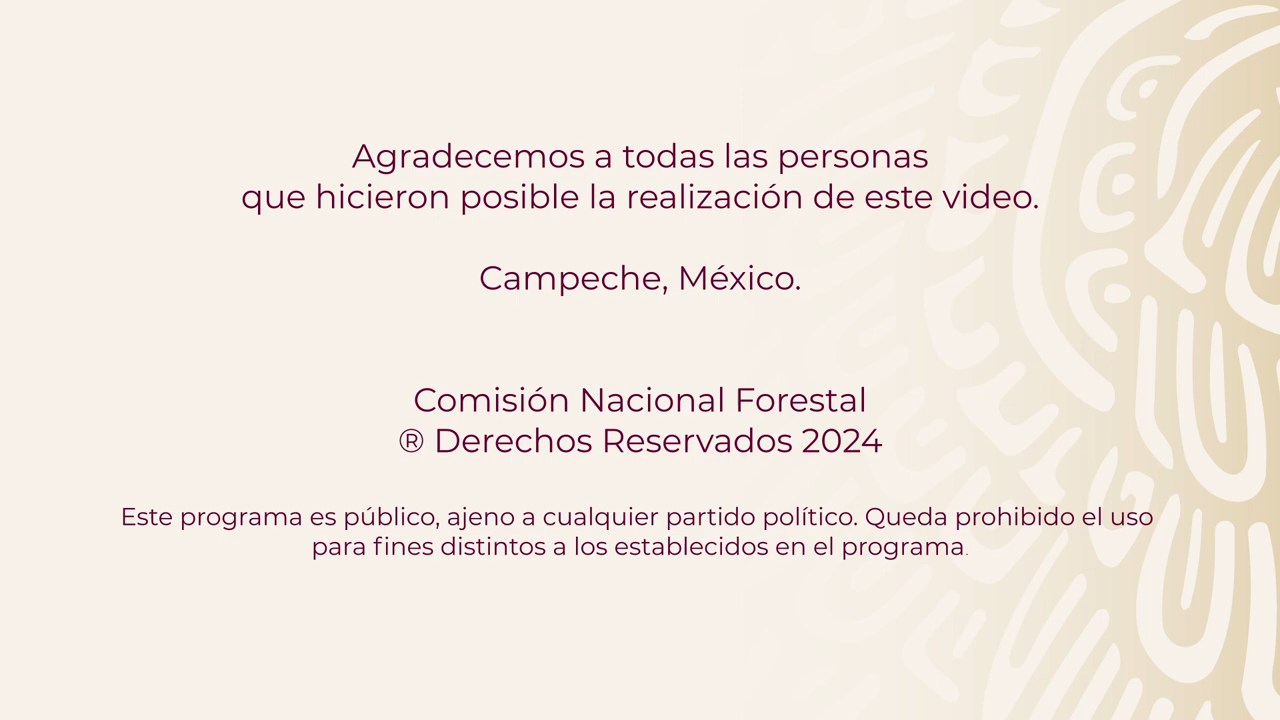 Agradecemos a todas las personas
que hicieron posible la realización de este video.
Campeche, México.
Comisión Nacional Forestal
® Derechos Reservados 2024
Este programa es público, ajeno a cualquier partido político. Queda prohibido el uso
para fines distintos a los establecidos en el programa.